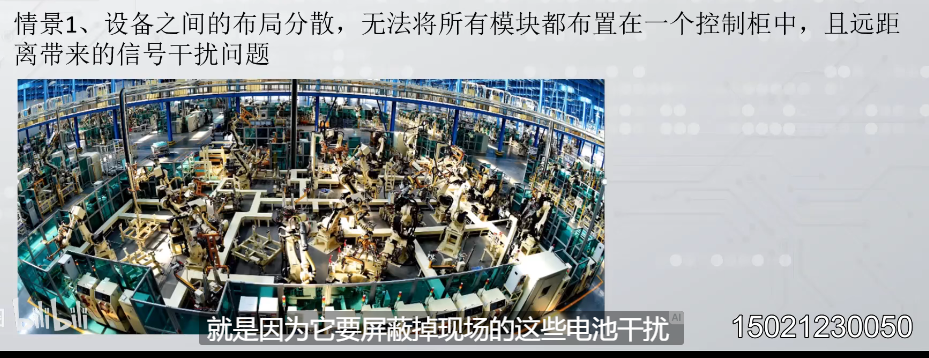 情景1、设备之间的布局分散，无法将所有模块都布置在一个控制柜中，且远距
离带来的信号干扰问题
bilibili
就是因为它要屏蔽掉现场的这些电池干扰
AI
15021230050